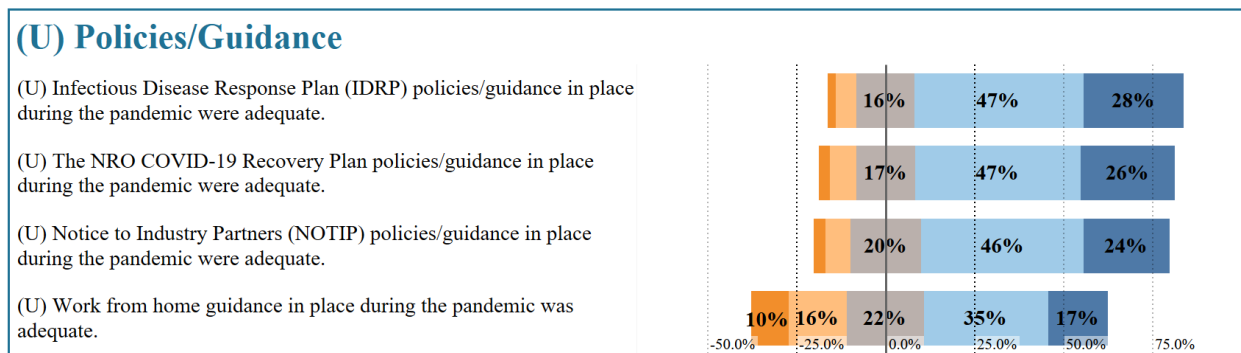 (U) Policies/Guidance
(U) Infectious Disease Response Plan (IDRP) policies/guidance in place
during the pandemic were adequate.
16% 47% 28%
(U) The NRO COVID-19 Recovery Plan policies/guidance in place
during the pandemic were adequate.
17% 47% 26%
(U) Notice to Industry Partners (NOTIP) policies/guidance in place
during the pandemic were adequate.
20% 46% 24%
(U) Work from home guidance in place during the pandemic was
adequate.
10% 16% 22% 35% 17%
-50.0% -25.0% 0.0% 25.0% 50.0% 75.0%